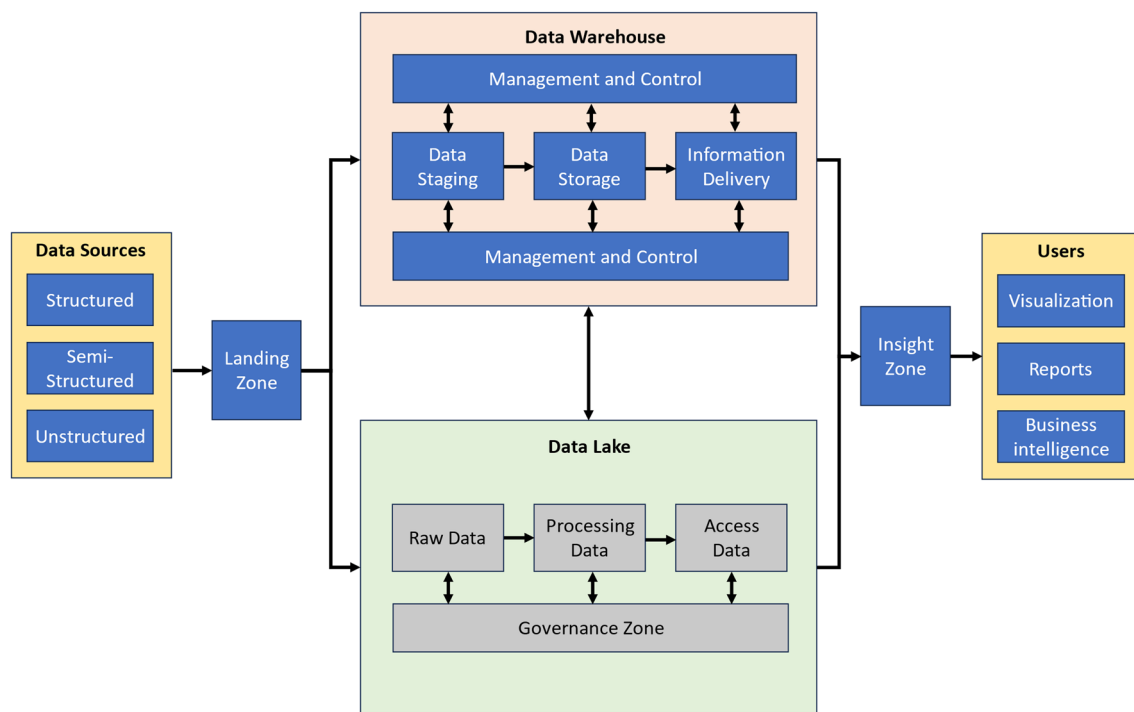 Data Warehouse
Management and Control
Data
Staging
Data
Storage
Information
Delivery
Management and Control
Data Sources
Structured
Semi-
Structured
Unstructured
Landing
Zone
Insight
Zone
Users
Visualization
Reports
Business
intelligence
Data Lake
Raw Data
Processing
Data
Access
Data
Governance Zone